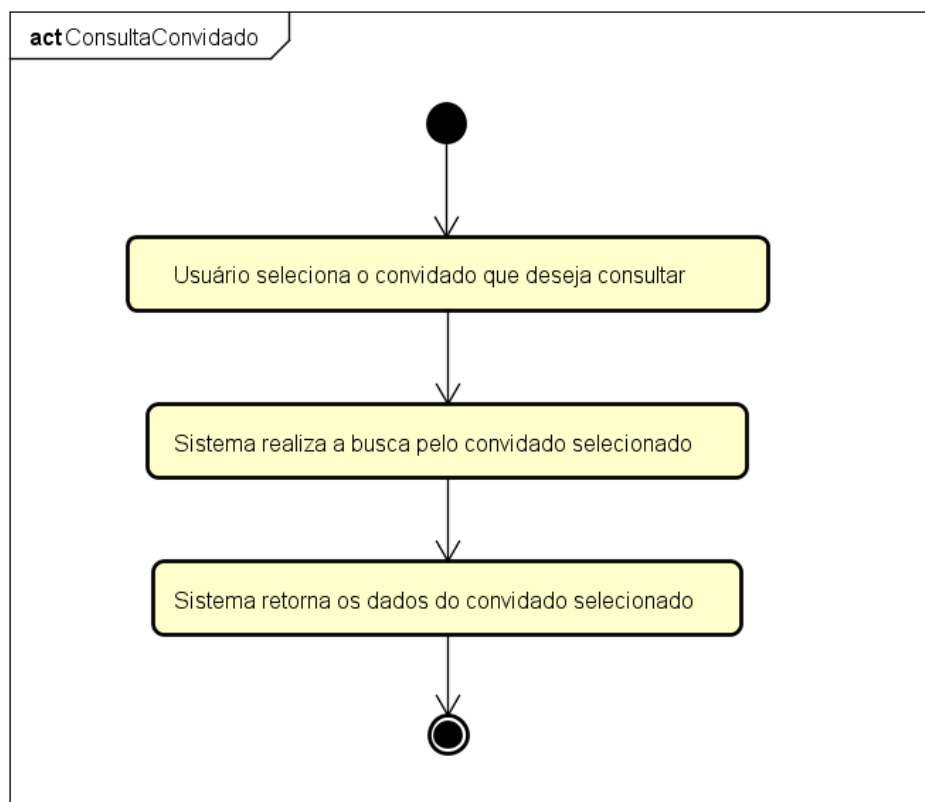 act ConsultaConvidado
Usuário seleciona o convidado que deseja consultar
Sistema realiza a busca pelo convidado selecionado
Sistema retorna os dados do convidado selecionado